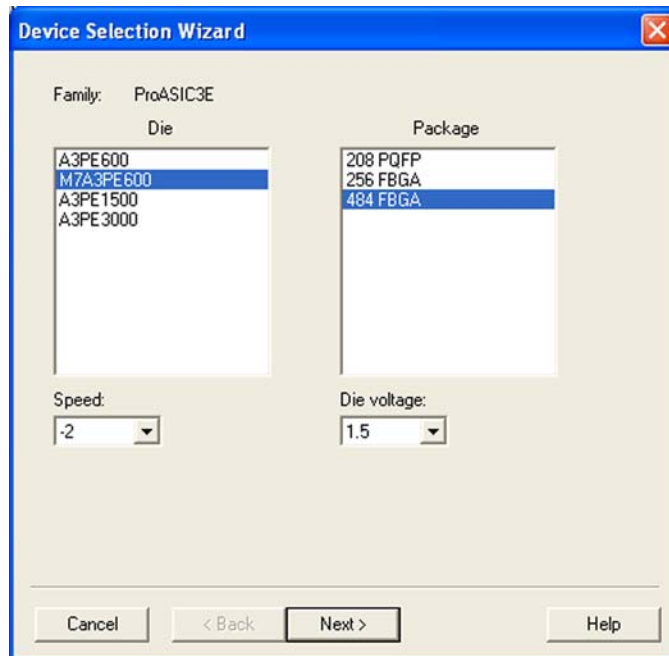 Device Selection Wizard
Family: ProASIC3E
Die
Package
A3PE600
M7A3PE600
A3PE1500
A3PE3000
208 PQFP
256 FBGA
484 FBGA
Speed:
Die voltage:
-2
1.5
Cancel
< Back
Next >
Help